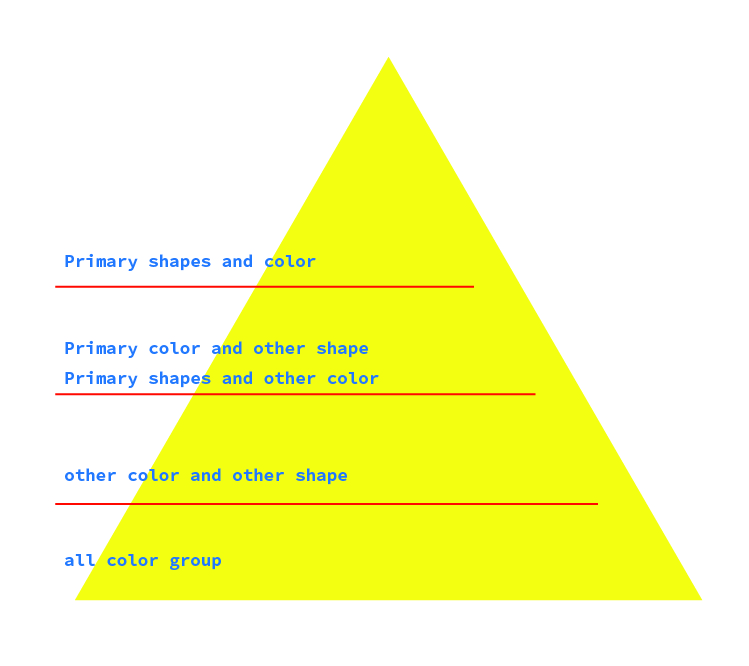 Primary shapes and color
Primary color and other shape
Primary shapes and other color
other color and other shape
all color group